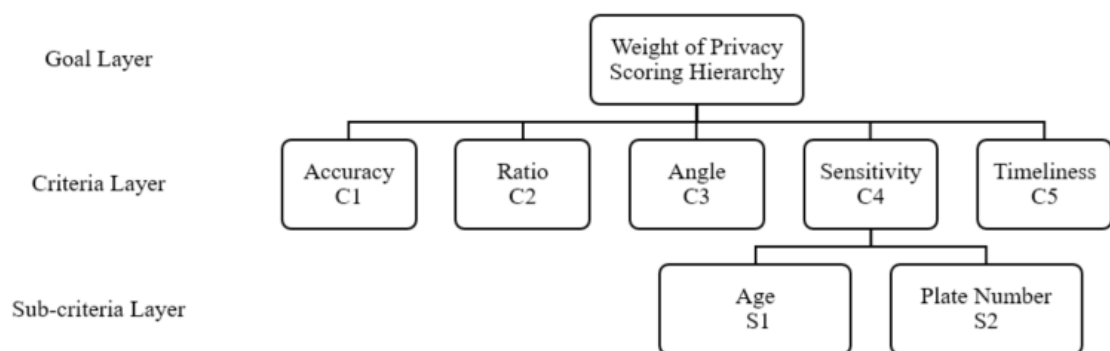 Goal Layer
Weight of Privacy
Scoring Hierarchy
Criteria Layer
Accuracy
C1
Ratio
C2
Angle
C3
Sensitivity
C4
Timeliness
C5
Sub-criteria Layer
Age
S1
Plate Number
S2